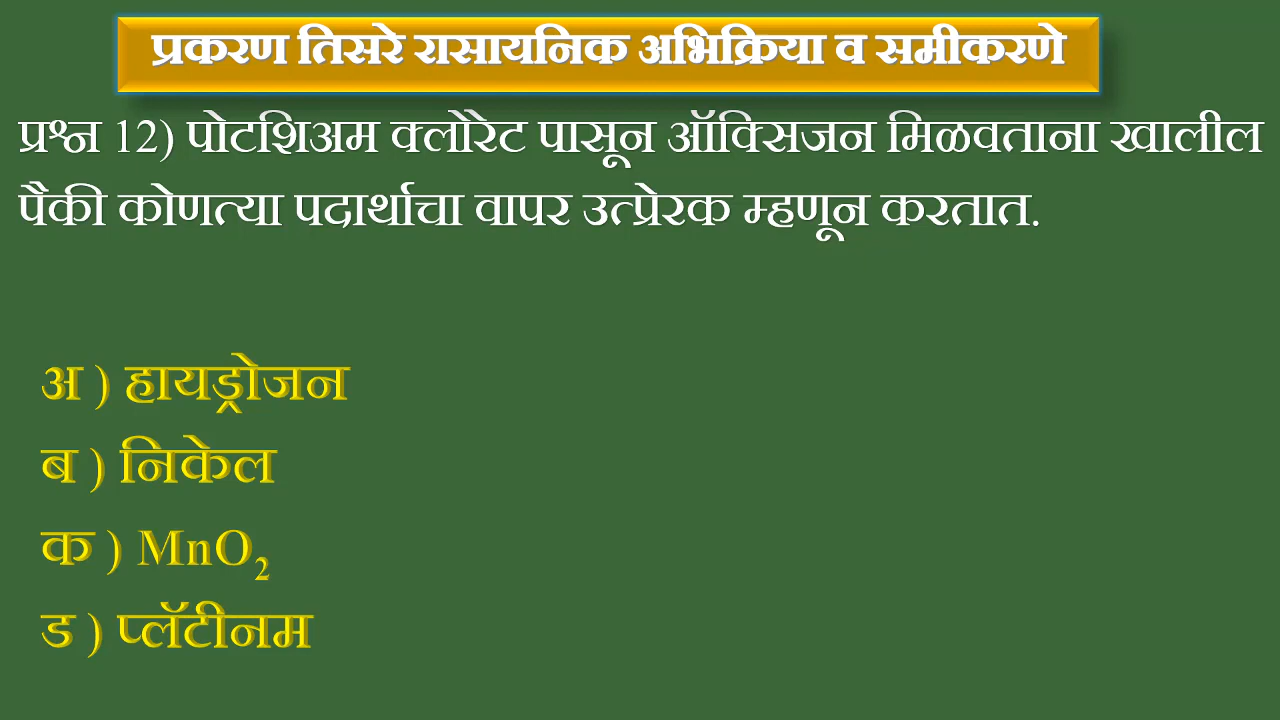 प्रकरण तिसरे रासायनिक अभिक्रिया व समीकरणे
प्रश्न 12) पोटशिअम क्लोरेट पासून ऑक्सिजन मिळवताना खालील
पैकी कोणत्या पदार्थाचा वापर उत्प्रेरक म्हणून करतात.
अ ) हायड्रोजन
ब ) निकेल
क ) MnO₂
ड ) प्लॅटीनम